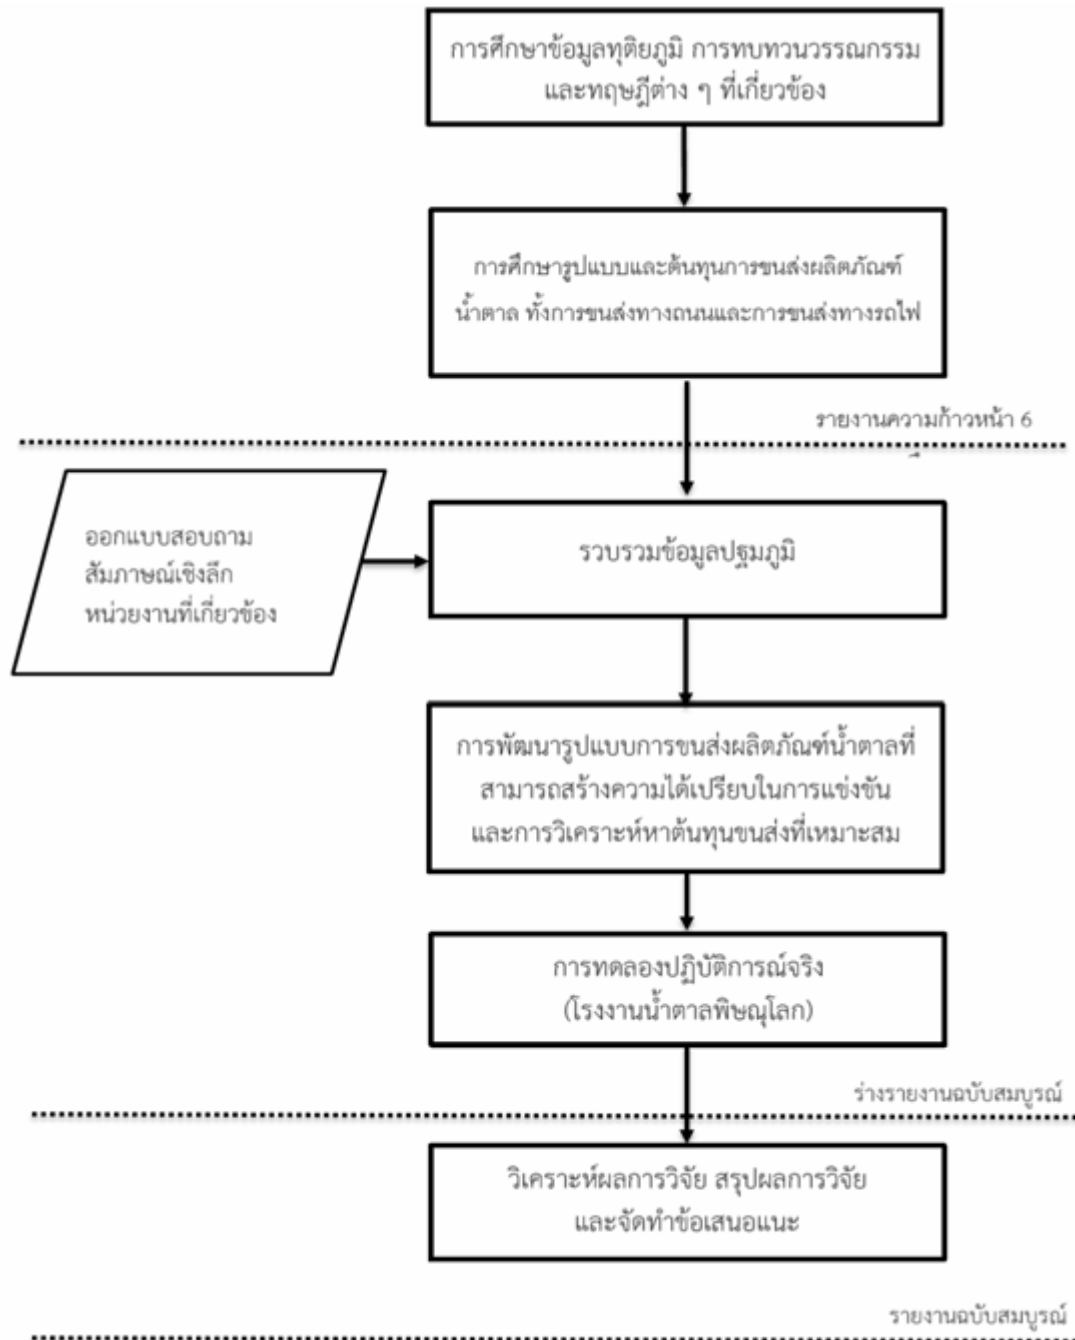 การศึกษาข้อมูลทุติยภูมิ การทบทวนวรรณกรรม
และทฤษฎีต่าง ๆ ที่เกี่ยวข้อง
การศึกษารูปแบบและต้นทุนการขนส่งผลิตภัณฑ์
น้ำตาล ทั้งการขนส่งทางถนนและการขนส่งทางรถไฟ
รายงานความก้าวหน้า 6
ออกแบบสอบถาม
สัมภาษณ์เชิงลึก
หน่วยงานที่เกี่ยวข้อง
รวบรวมข้อมูลปฐมภูมิ
การพัฒนารูปแบบการขนส่งผลิตภัณฑ์น้ำตาลที่
สามารถสร้างความได้เปรียบในการแข่งขัน
และการวิเคราะห์หาต้นทุนขนส่งที่เหมาะสม
การทดลองปฏิบัติการณ์จริง
(โรงงานน้ำตาลพิษณุโลก)
ร่างรายงานฉบับสมบูรณ์
วิเคราะห์ผลการวิจัย สรุปผลการวิจัย
และจัดทำข้อเสนอแนะ
รายงานฉบับสมบูรณ์